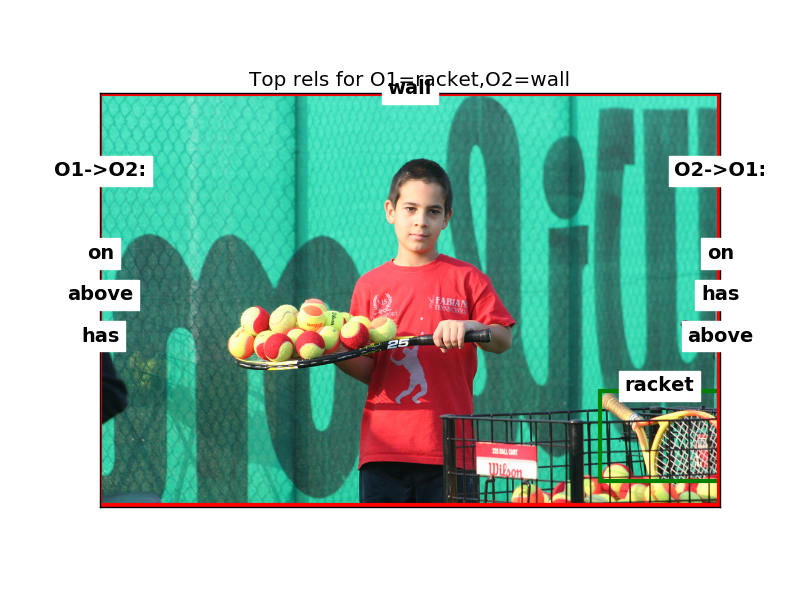 Top rels for O1=racket,O2=wall
wall
O1->O2:
O2->O1:
on
on
above
has
has
above
FABIAN
25
racket
Wilson